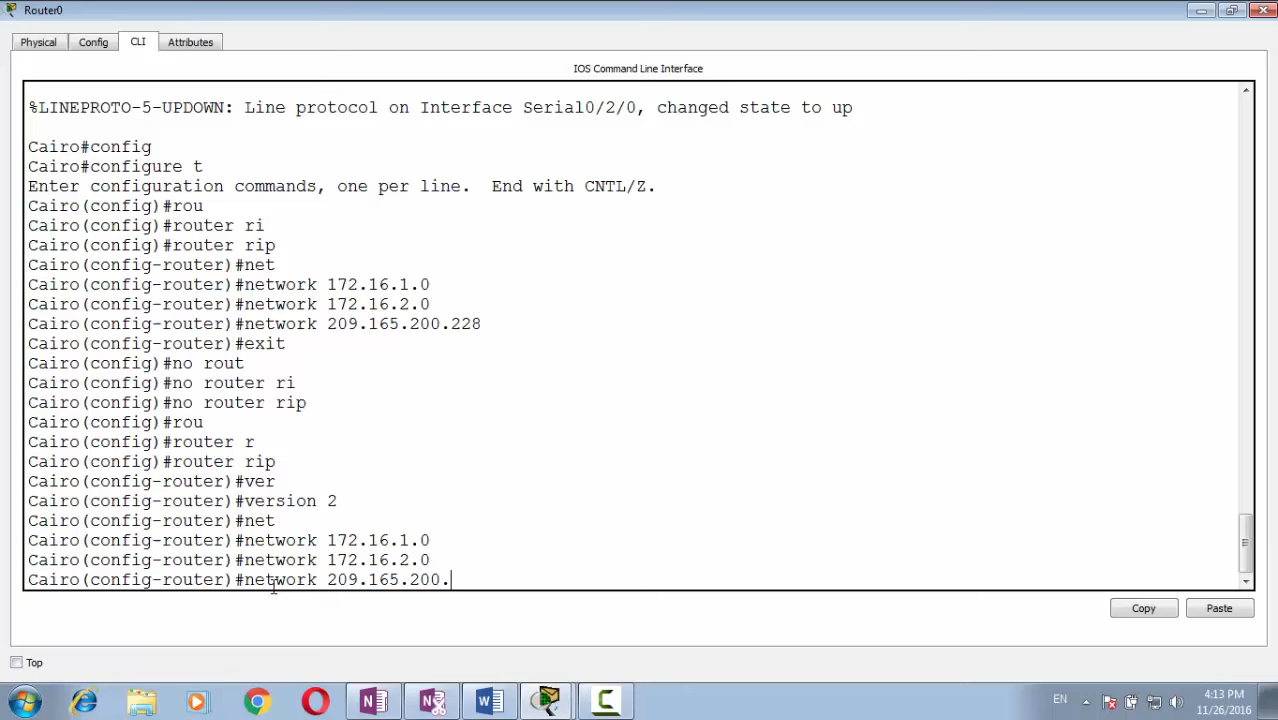 Router0
Physical
Config
CLI
Attributes
IOS Command Line Interface
%LINEPROTO-5-UPDOWN: Line protocol on Interface Serial0/2/0, changed state to up
Cairo#config
Cairo#configure t
Enter configuration commands, one per line.  End with CNTL/Z.
Cairo(config)#rou
Cairo(config)#router ri
Cairo(config)#router rip
Cairo(config-router)#net
Cairo(config-router)#network 172.16.1.0
Cairo(config-router)#network 172.16.2.0
Cairo(config-router)#network 209.165.200.228
Cairo(config-router)#exit
Cairo(config)#no rout
Cairo(config)#no router ri
Cairo(config)#no router rip
Cairo(config)#rou
Cairo(config)#router r
Cairo(config)#router rip
Cairo(config-router)#ver
Cairo(config-router)#version 2
Cairo(config-router)#net
Cairo(config-router)#network 172.16.1.0
Cairo(config-router)#network 172.16.2.0
Cairo(config-router)#network 209.165.200.
Copy
Paste
Top
EN
4:13 PM
11/26/2016